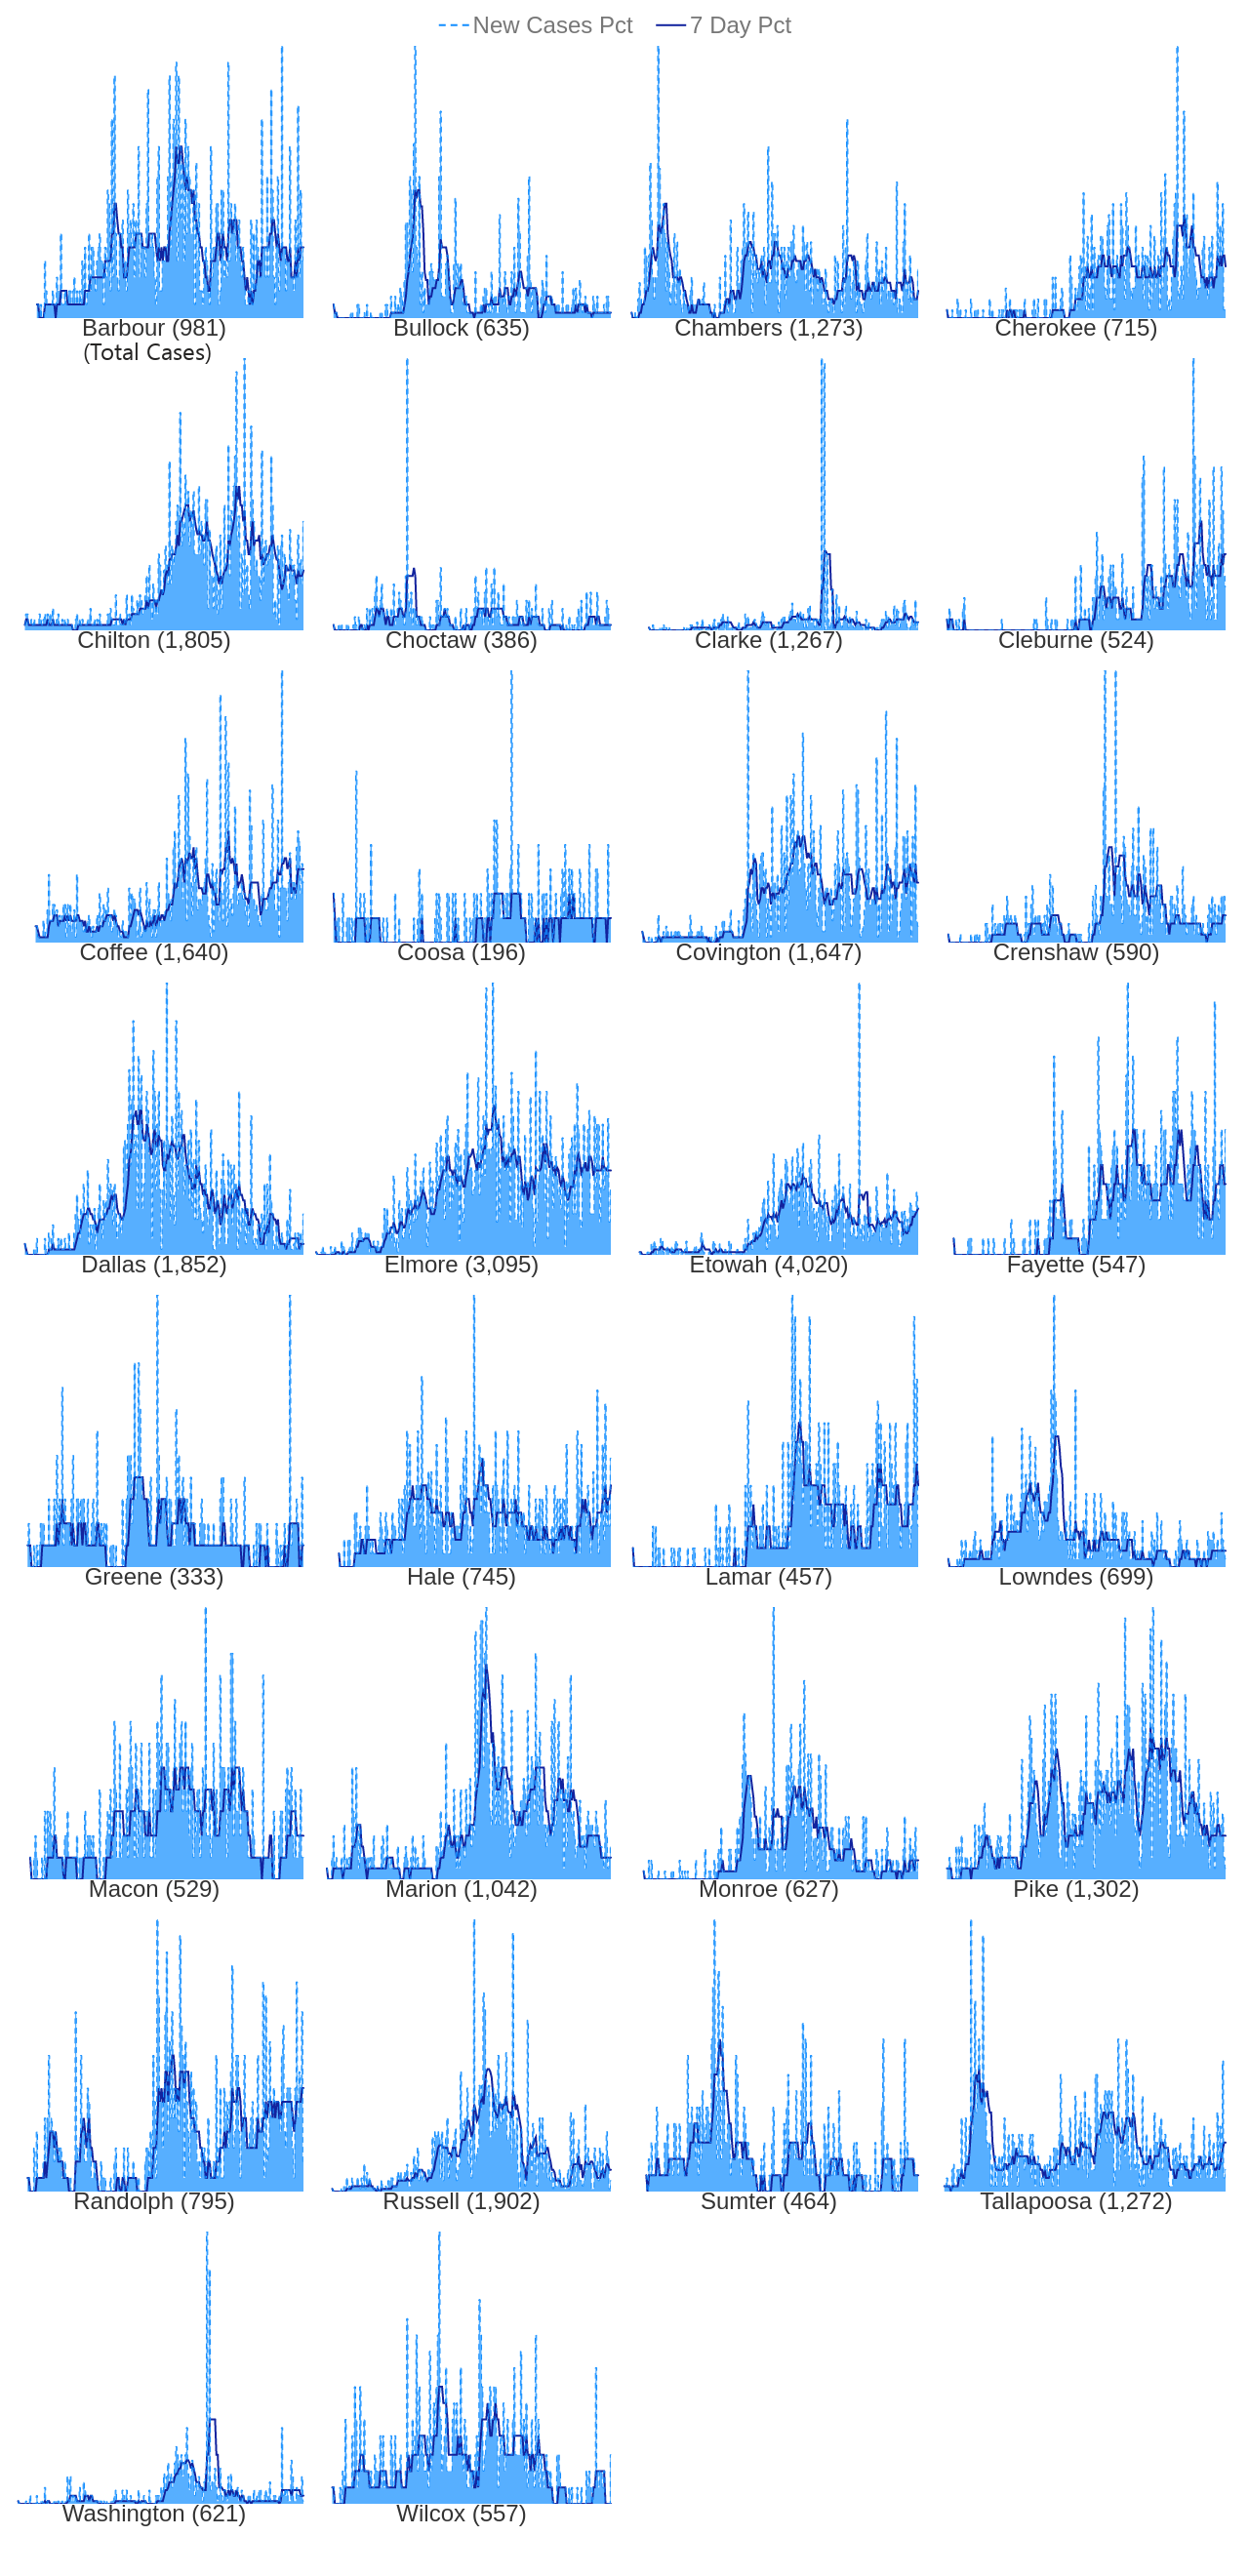 New Cases Pct 7 Day Pct
Barbour (981) Bullock (635) Chambers (1,273) Cherokee (715)
(Total Cases)
Chilton (1,805) Choctaw (386) Clarke (1,267) Cleburne (524)
Coffee (1,640) Coosa (196) Covington (1,647) Crenshaw (590)
Dallas (1,852) Elmore (3,095) Etowah (4,020) Fayette (547)
Greene (333) Hale (745) Lamar (457) Lowndes (699)
Macon (529) Marion (1,042) Monroe (627) Pike (1,302)
Randolph (795) Russell (1,902) Sumter (464) Tallapoosa (1,272)
Washington (621) Wilcox (557)